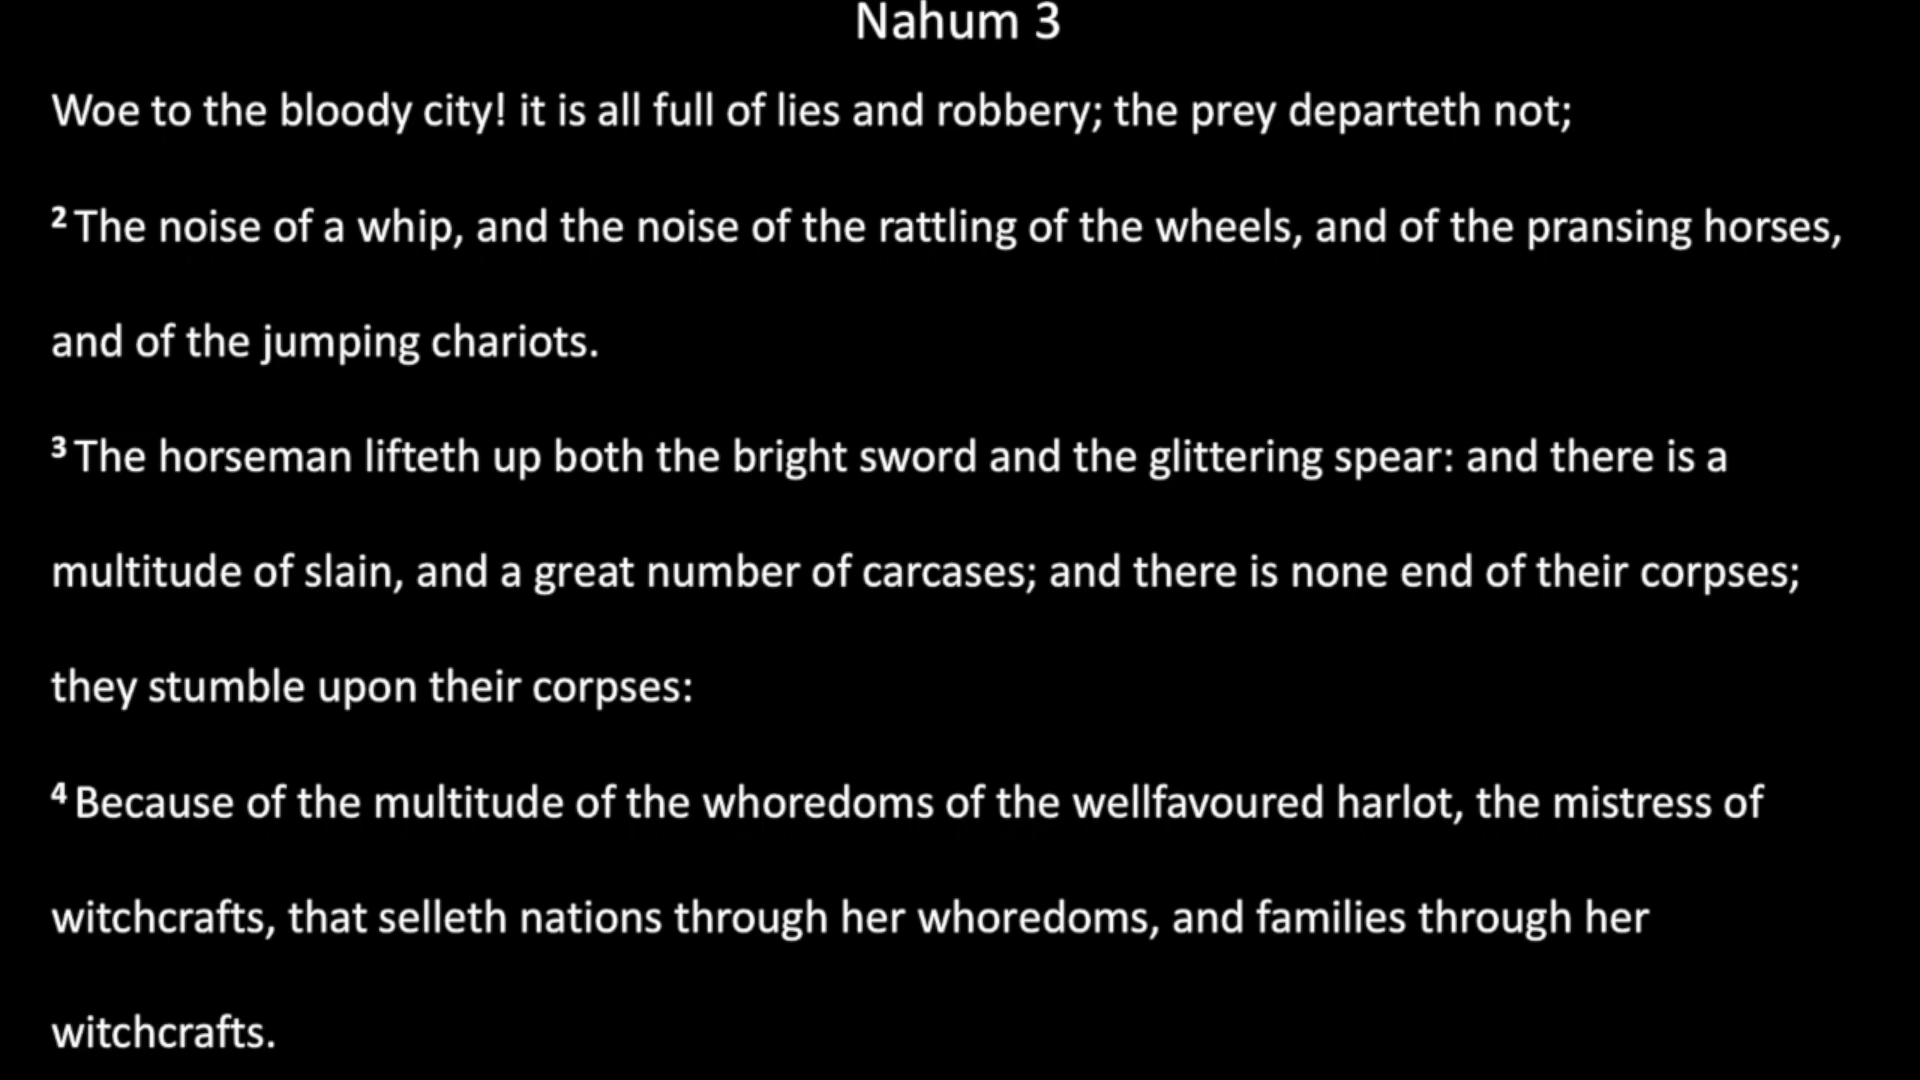 Nahum 3
Woe to the bloody city! it is all full of lies and robbery; the prey departeth not;
2 The noise of a whip, and the noise of the rattling of the wheels, and of the pransing horses,
and of the jumping chariots.
3 The horseman lifteth up both the bright sword and the glittering spear: and there is a
multitude of slain, and a great number of carcases; and there is none end of their corpses;
they stumble upon their corpses:
4 Because of the multitude of the whoredoms of the wellfavoured harlot, the mistress of
witchcrafts, that selleth nations through her whoredoms, and families through her
witchcrafts.